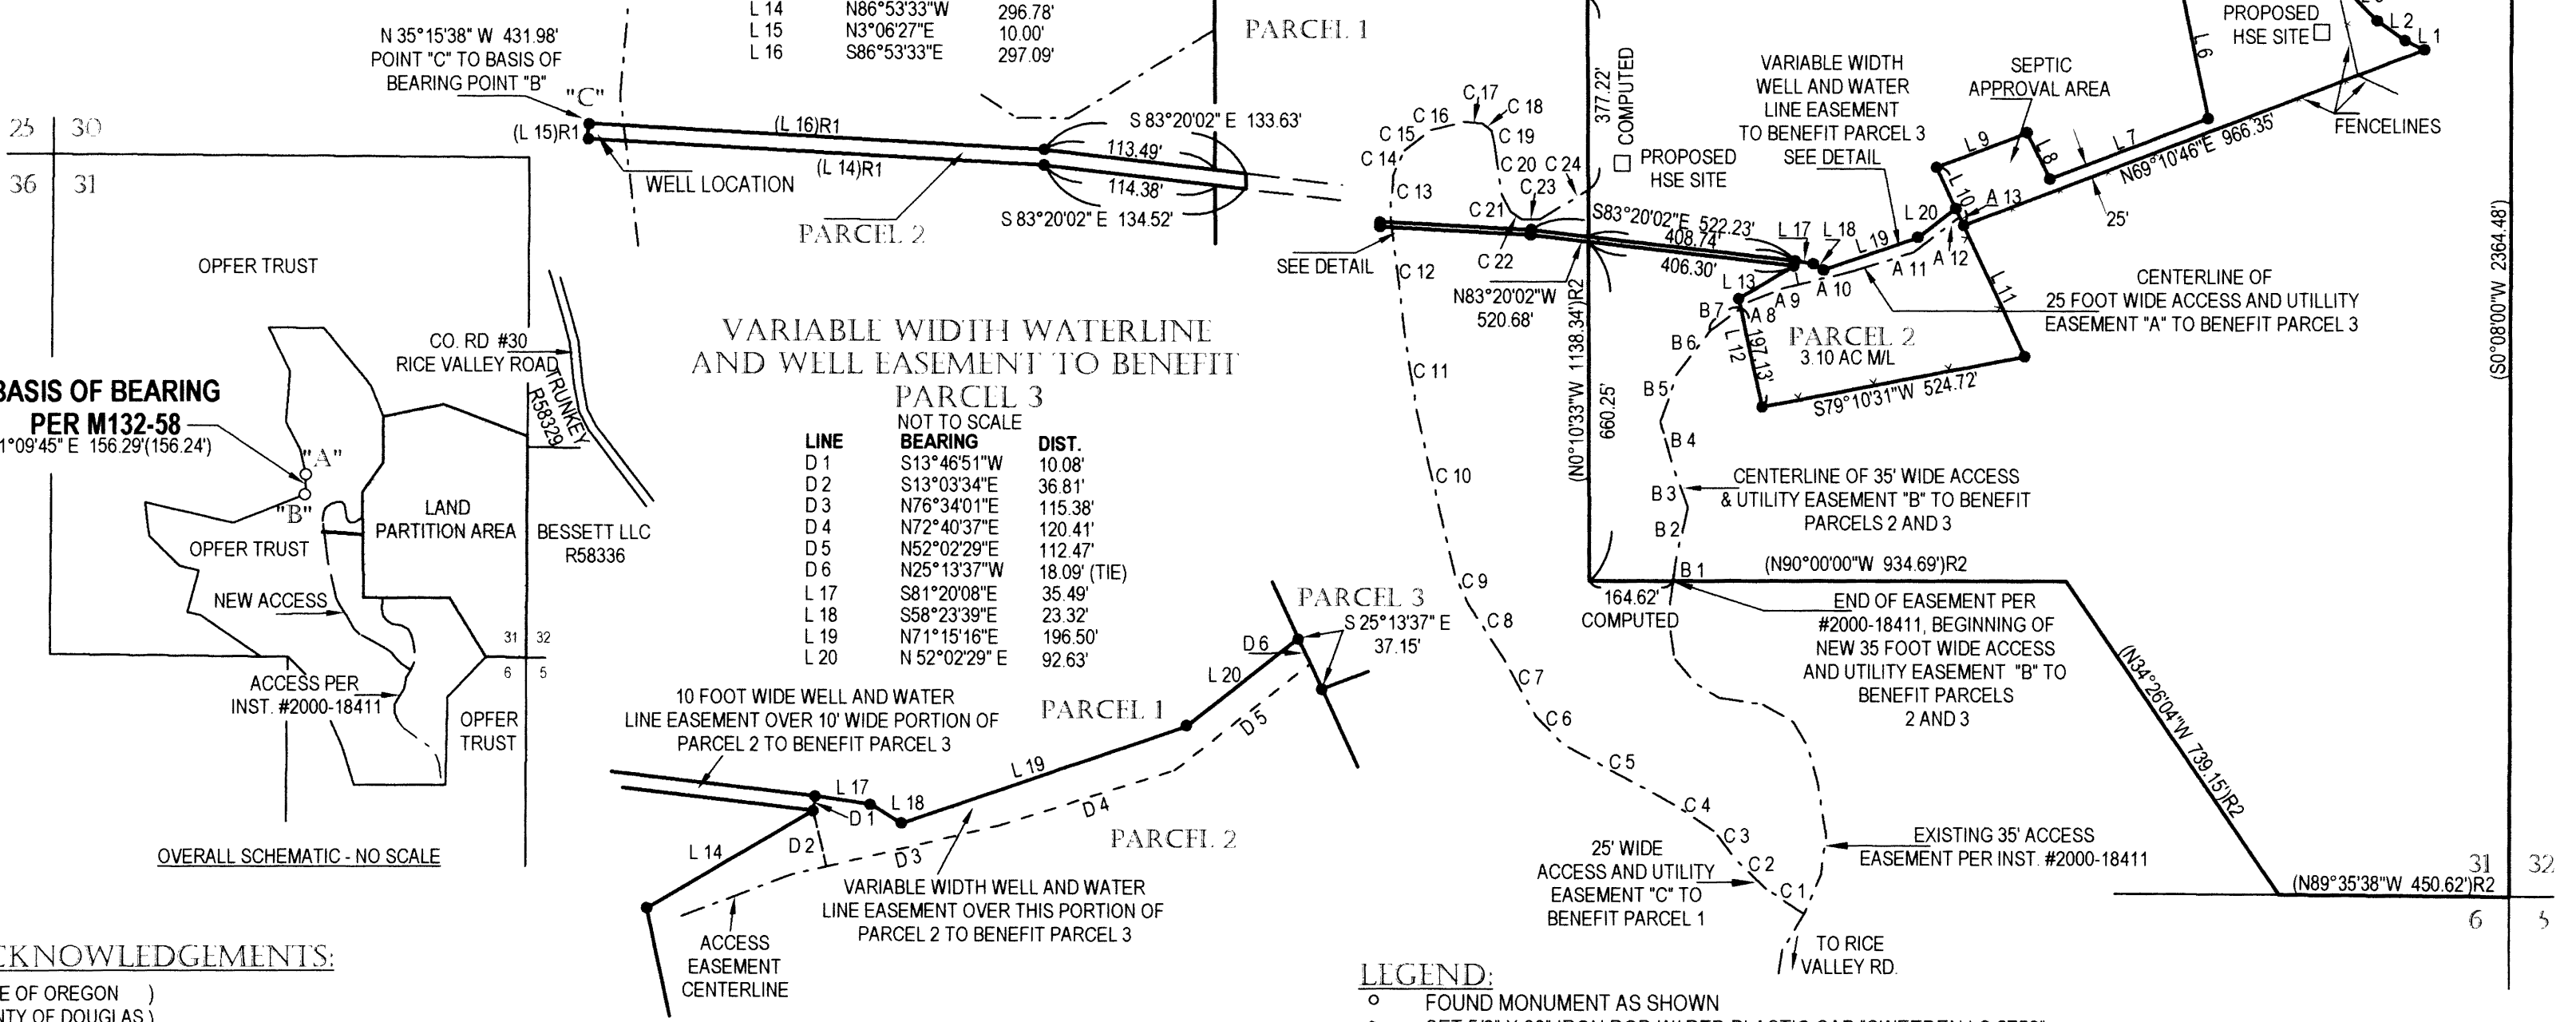 L 14 N86°53'33"W 296.78'
L 15 N3°06'27"E 10.00'
L 16 S86°53'33"E 297.09'
N 35°15'38" W 431.98'
POINT "C" TO BASIS OF
BEARING POINT "B"
"C"
(L 15)R1
(L 16)R1
(L 14)R1
WELL LOCATION
PARCEL 2
PARCEL 1
S 83°20'02" E 133.63'
113.49'
114.38'
S 83°20'02" E 134.52'
25 30
36 31
OPFER TRUST
CO. RD #30
RICE VALLEY ROAD
TRUNKEY
R58329
BASIS OF BEARING
PER M132-58
1°09'45" E 156.29'(156.24')
"A"
"B"
OPFER TRUST
LAND
PARTITION AREA
BESSETT LLC
R58336
NEW ACCESS
31 32
6 5
ACCESS PER
INST. #2000-18411
OPFER
TRUST
OVERALL SCHEMATIC - NO SCALE
VARIABLE WIDTH WATERLINE
AND WELL EASEMENT TO BENEFIT
PARCEL 3
NOT TO SCALE
LINE BEARING DIST.
D 1 S13°46'51"W 10.08'
D 2 S13°03'34"E 36.81'
D 3 N76°34'01"E 115.38'
D 4 N72°40'37"E 120.41'
D 5 N52°02'29"E 112.47'
D 6 N25°13'37"W 18.09' (TIE)
L 17 S81°20'08"E 35.49'
L 18 S58°23'39"E 23.32'
L 19 N71°15'16"E 196.50'
L 20 N 52°02'29" E 92.63'
10 FOOT WIDE WELL AND WATER
LINE EASEMENT OVER 10' WIDE PORTION OF
PARCEL 2 TO BENEFIT PARCEL 3
PARCEL 1
PARCEL 3
S 25°13'37" E
37.15'
D 6
L 20
D 5
L 19
D 4
L 17
L 18
D 1
D 2
D 3
L 14
PARCEL 2
VARIABLE WIDTH WELL AND WATER
LINE EASEMENT OVER THIS PORTION OF
PARCEL 2 TO BENEFIT PARCEL 3
ACCESS
EASEMENT
CENTERLINE
CKNOWLEDGEMENTS:
E OF OREGON )
NTY OF DOUGLAS )
C 17
C 16
C 18
C 15
C 19
C 14
C 20
C 24
C 13
C 23
C 21
C 22
SEE DETAIL
C 12
C 11
C 10
C 9
C 8
C 7
C 6
C 5
C 4
C 3
C 2
C 1
377.22'
COMPUTED
PROPOSED
HSE SITE
S83°20'02"E 522.23'
408.74'
406.30'
N83°20'02"W
520.68'
(N0°10'33"W 1138.34')R2
660.25'
VARIABLE WIDTH
WELL AND WATER
LINE EASEMENT
TO BENEFIT PARCEL 3
SEE DETAIL
SEPTIC
APPROVAL AREA
PROPOSED
HSE SITE
L 2
L 1
L 6
L 7
L 8
L 9
L 10
A 13
N69°10'46"E 966.35'
25'
FENCELINES
L 17
L 18
L 19
L 20
A 12
A 11
A 10
A 9
A 8
L 13
L 11
L 12
197.13'
PARCEL 2
3.10 AC M/L
S79°10'31"W 524.72'
CENTERLINE OF
25 FOOT WIDE ACCESS AND UTILLITY
EASEMENT "A" TO BENEFIT PARCEL 3
(S0°08'00"W 2364.48')
B 7
B 6
B 5
B 4
B 3
B 2
B 1
CENTERLINE OF 35' WIDE ACCESS
& UTILITY EASEMENT "B" TO BENEFIT
PARCELS 2 AND 3
(N90°00'00"W 934.69')R2
164.62'
COMPUTED
END OF EASEMENT PER
#2000-18411, BEGINNING OF
NEW 35 FOOT WIDE ACCESS
AND UTILITY EASEMENT "B" TO
BENEFIT PARCELS
2 AND 3
(N34°26'04"W 739.15')R2
EXISTING 35' ACCESS
EASEMENT PER INST. #2000-18411
25' WIDE
ACCESS AND UTILITY
EASEMENT "C" TO
BENEFIT PARCEL 1
(N89°35'38"W 450.62')R2
31 32
6 5
TO RICE
VALLEY RD.
LEGEND:
FOUND MONUMENT AS SHOWN